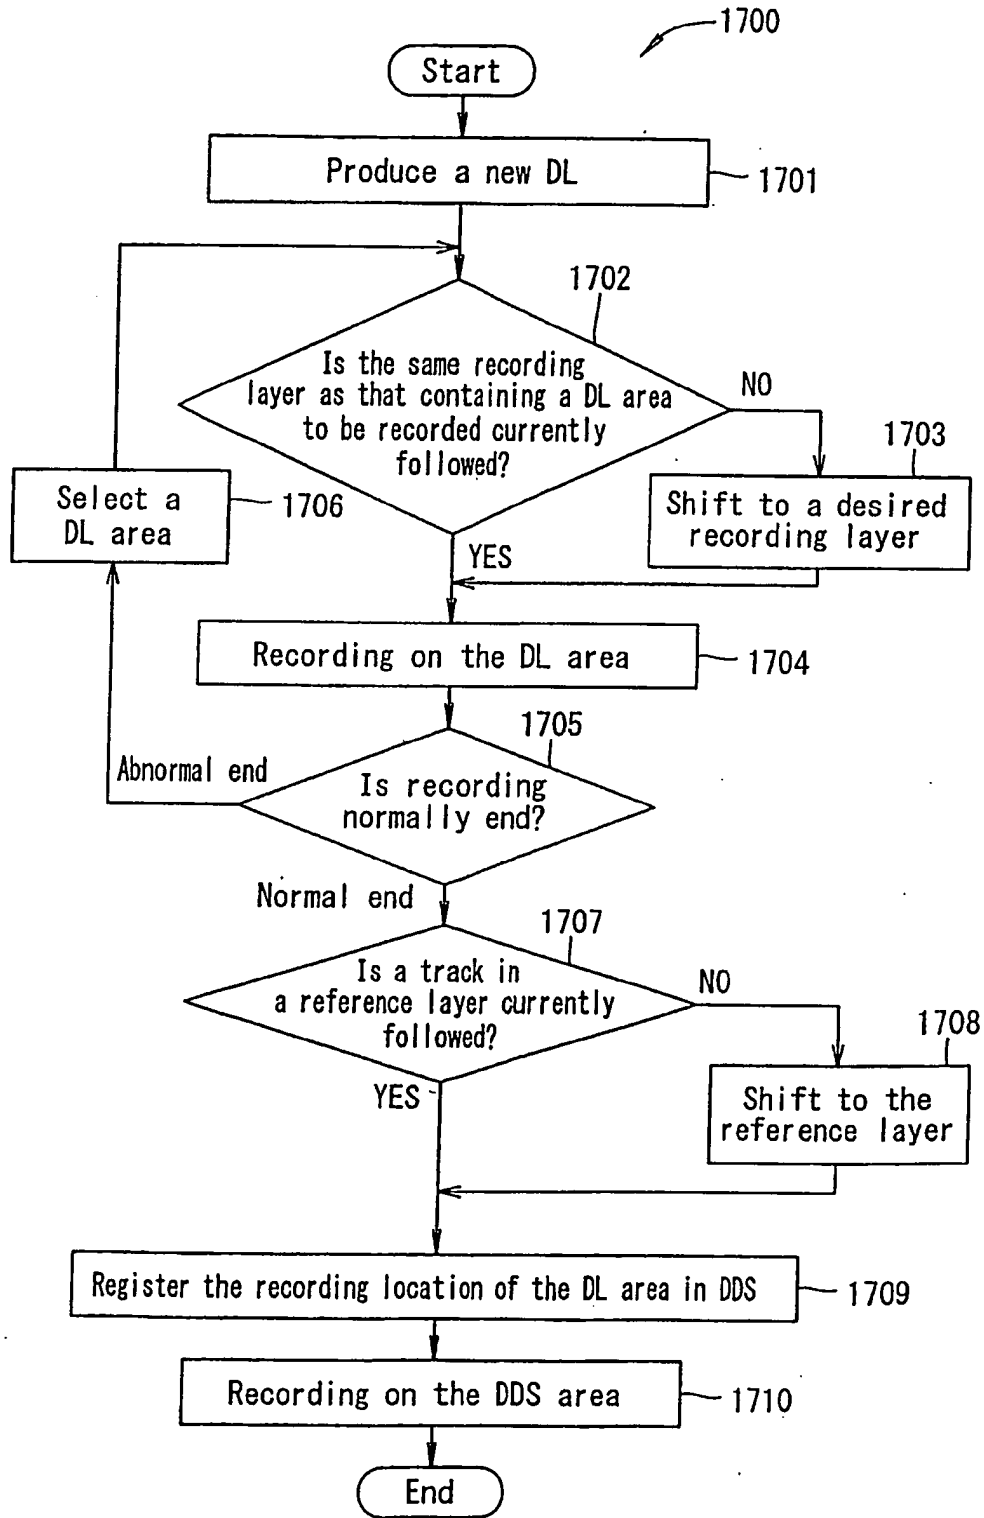 1700
Start
Produce a new DL
1701
1702
Is the same recording
layer as that containing a DL area
to be recorded currently
followed?
NO
1703
Shift to a desired
recording layer
Select a
DL area
1706
YES
Recording on the DL area
1704
1705
Abnormal end
Is recording
normally end?
Normal end
1707
Is a track in
a reference layer currently
followed?
NO
1708
Shift to the
reference layer
YES
Register the recording location of the DL area in DDS
1709
Recording on the DDS area
1710
End